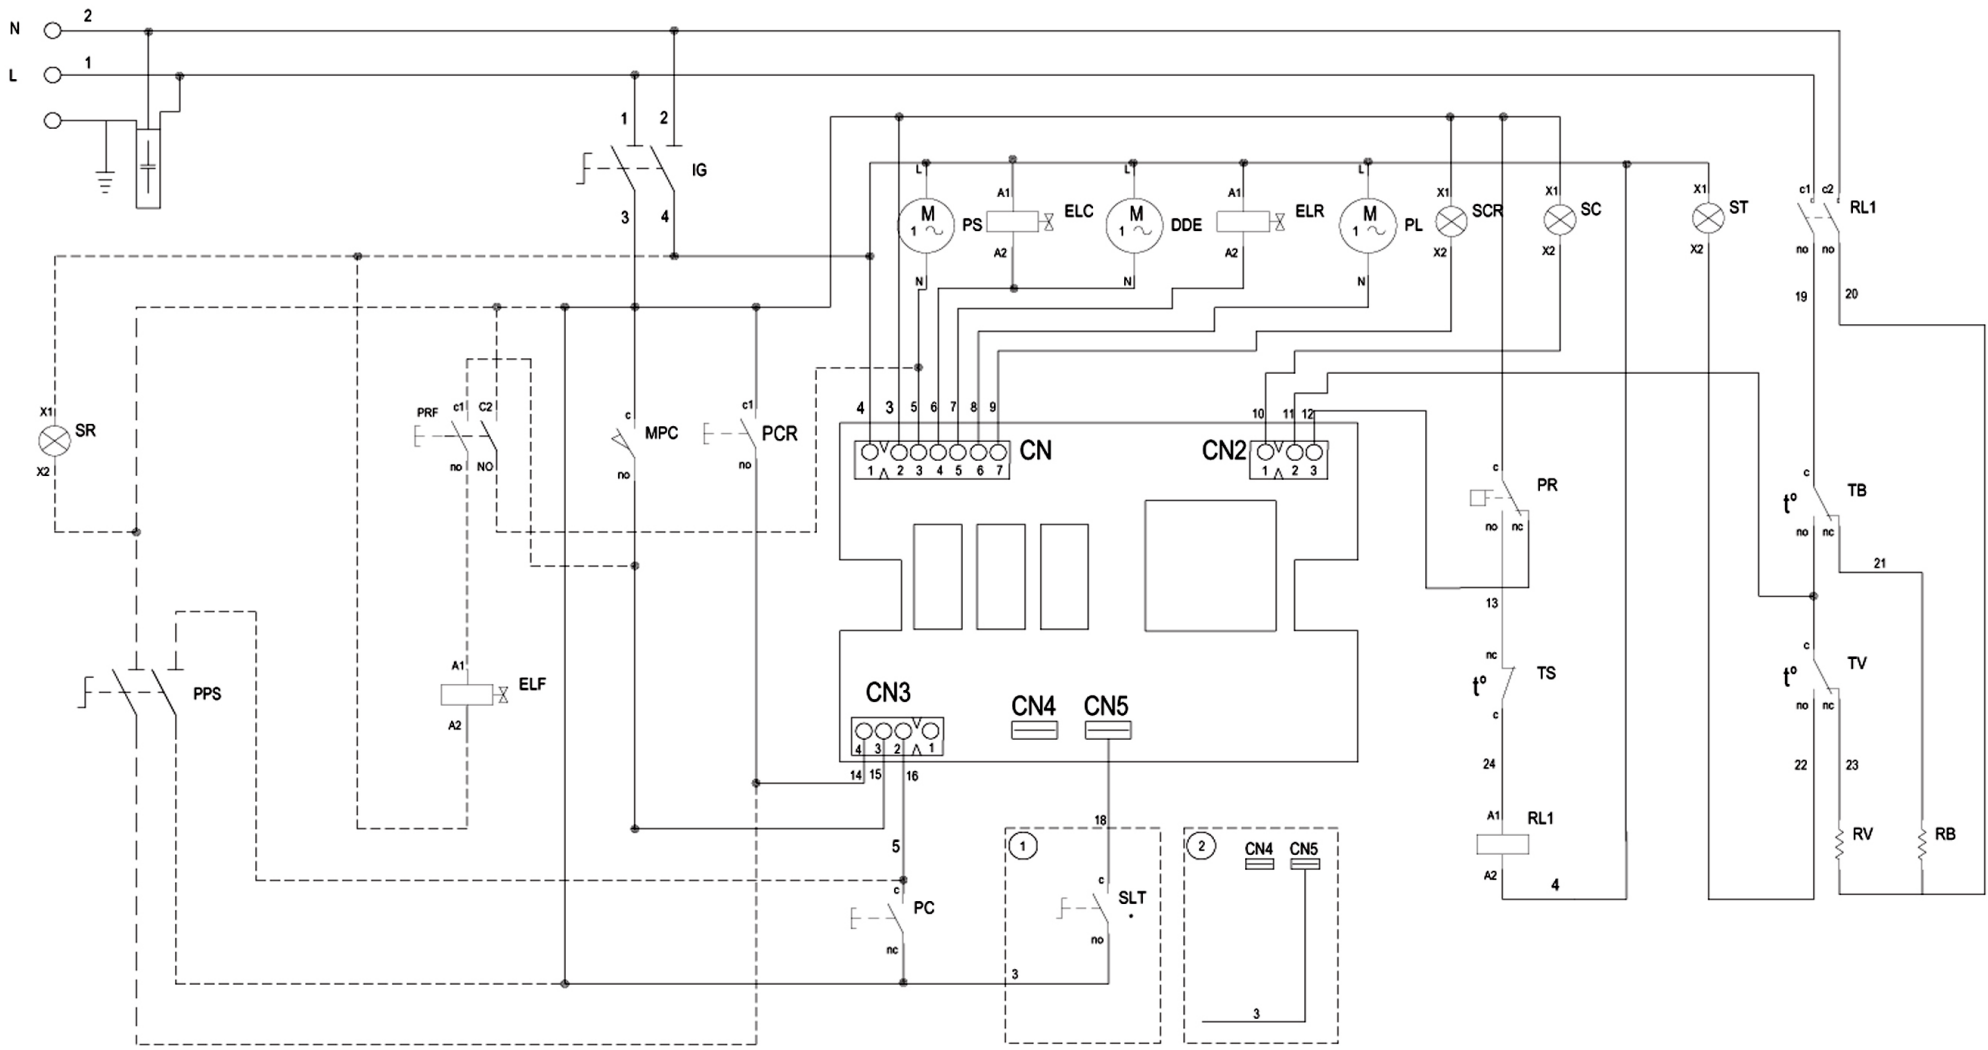 N 2
L 1
1 2
IG
3 4
L L L
M 1 PS
A1 ELC A2
M 1 DDE
A1 ELR A2
M 1 PL
N N N
X1 SCR X2
X1 SC X2
X1 ST X2
c1 c2 RL1
no no
19 20
X1 SR X2
PRF c1 C2
no NO
c MPC no
c1 PCR no
4 3 5 6 7 8 9
1 2 3 4 5 6 7
CN
10 11 12
CN2
1 2 3
c PR
no nc
13
c TB
t°
no nc
21
nc TS
t°
c
24
c TV
t°
no nc
22 23
A1 RL1
A2
4
RV RB
PPS
A1 ELF
A2
CN3
4 3 2 1
14 15 16
CN4 CN5
5
c PC
nc
18
1
c SLT
no
3
2
CN4 CN5
3